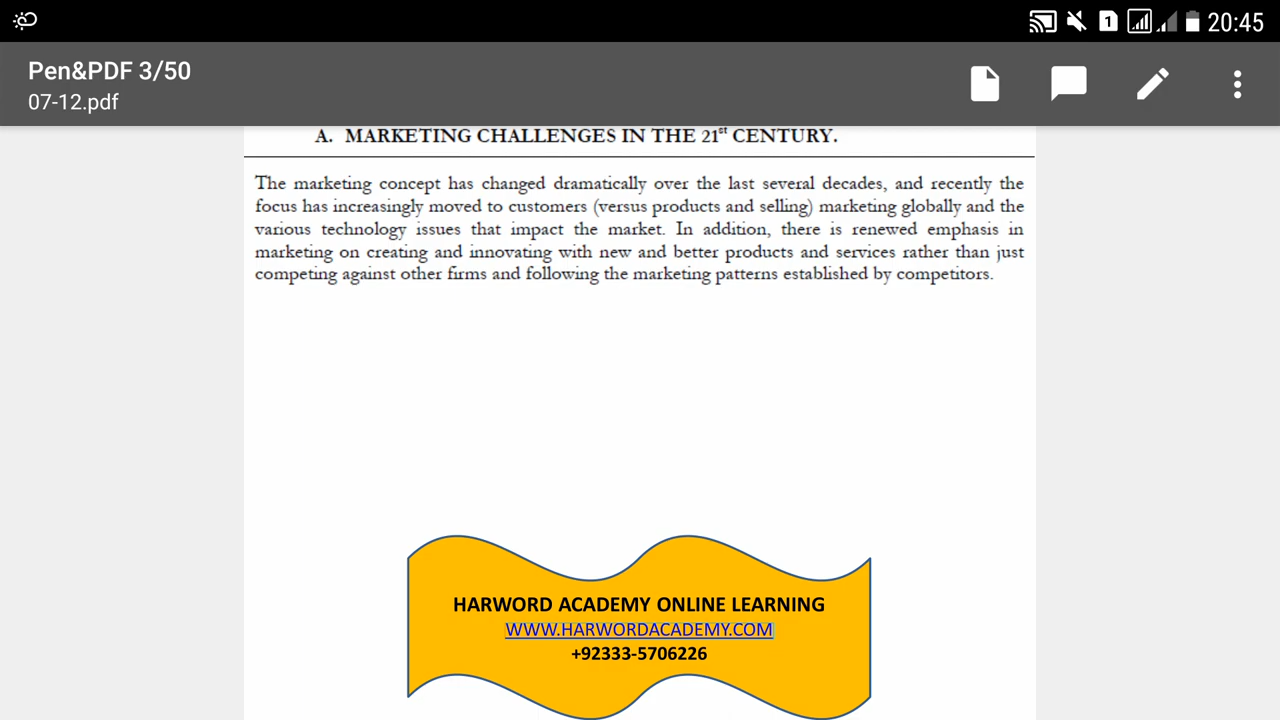 1
20:45
Pen&PDF 3/50
07-12.pdf
A. MARKETING CHALLENGES IN THE 21st CENTURY.
The marketing concept has changed dramatically over the last several decades, and recently the
focus has increasingly moved to customers (versus products and selling) marketing globally and the
various technology issues that impact the market. In addition, there is renewed emphasis in
marketing on creating and innovating with new and better products and services rather than just
competing against other firms and following the marketing patterns established by competitors.
HARWORD ACADEMY ONLINE LEARNING
WWW.HARWORDACADEMY.COM
+92333-5706226